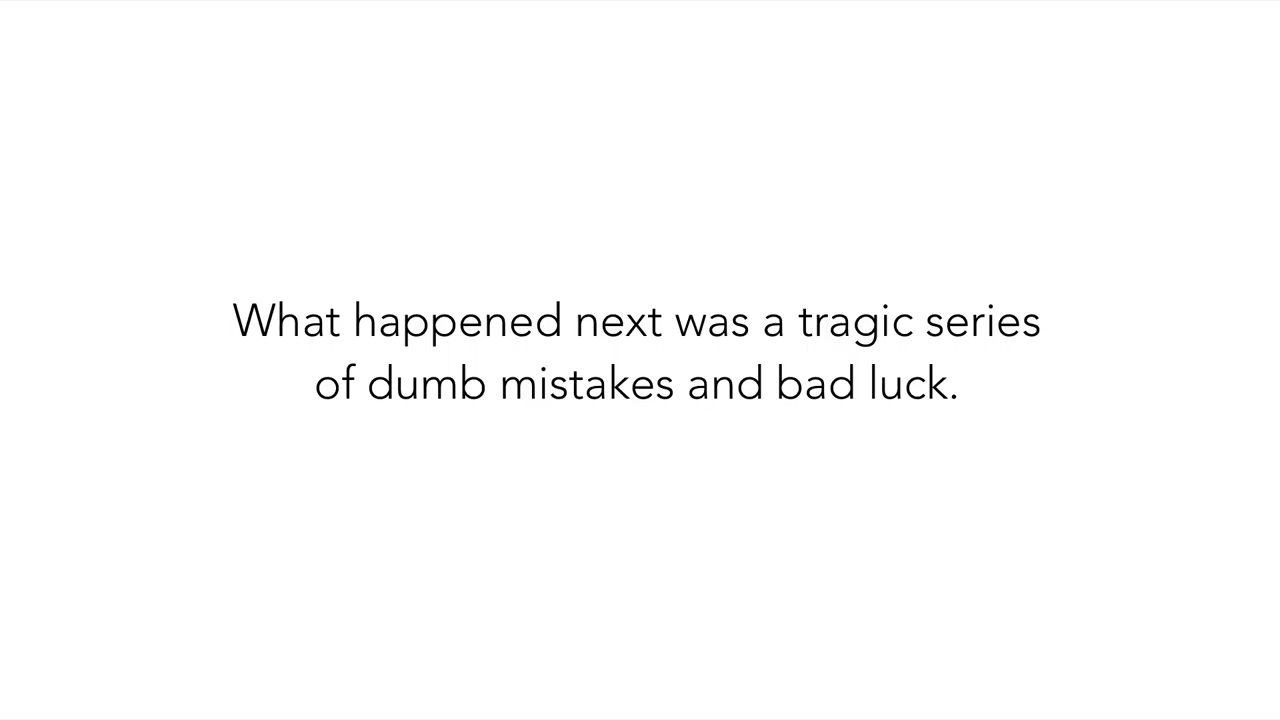 What happened next was a tragic series
of dumb mistakes and bad luck.